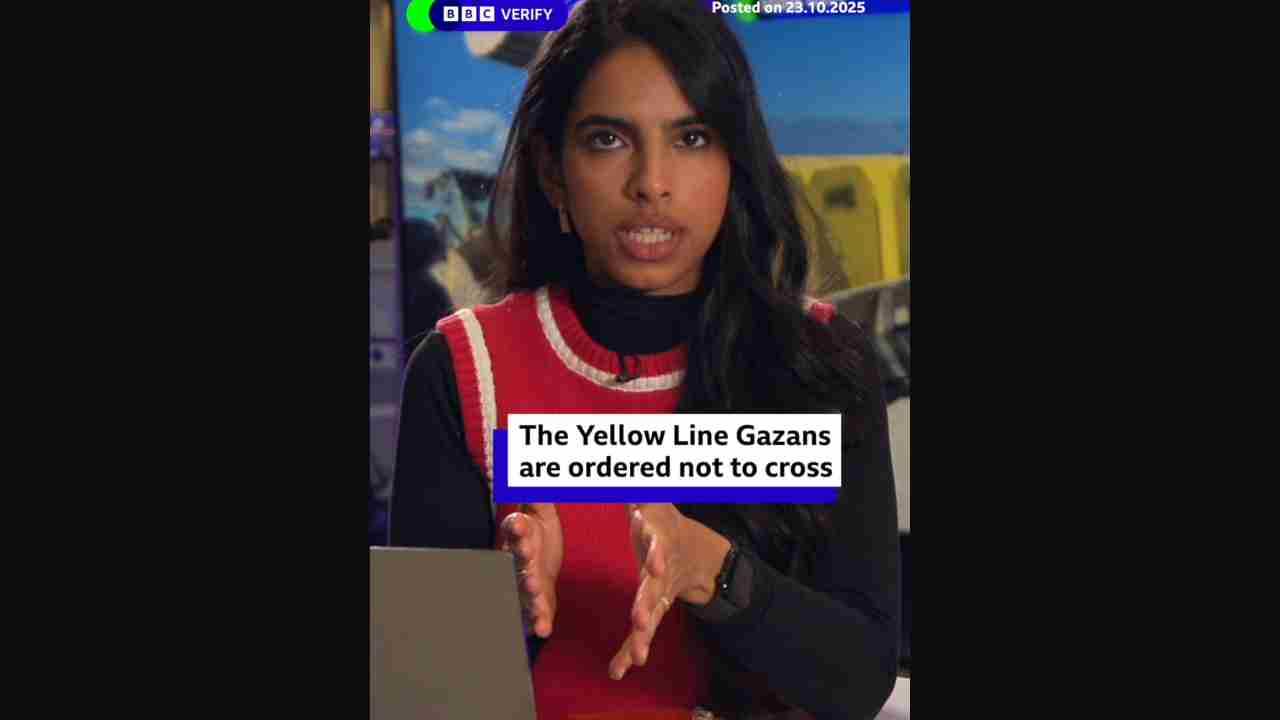 BBC VERIFY
Posted on 23.10.2025
The Yellow Line Gazans
are ordered not to cross